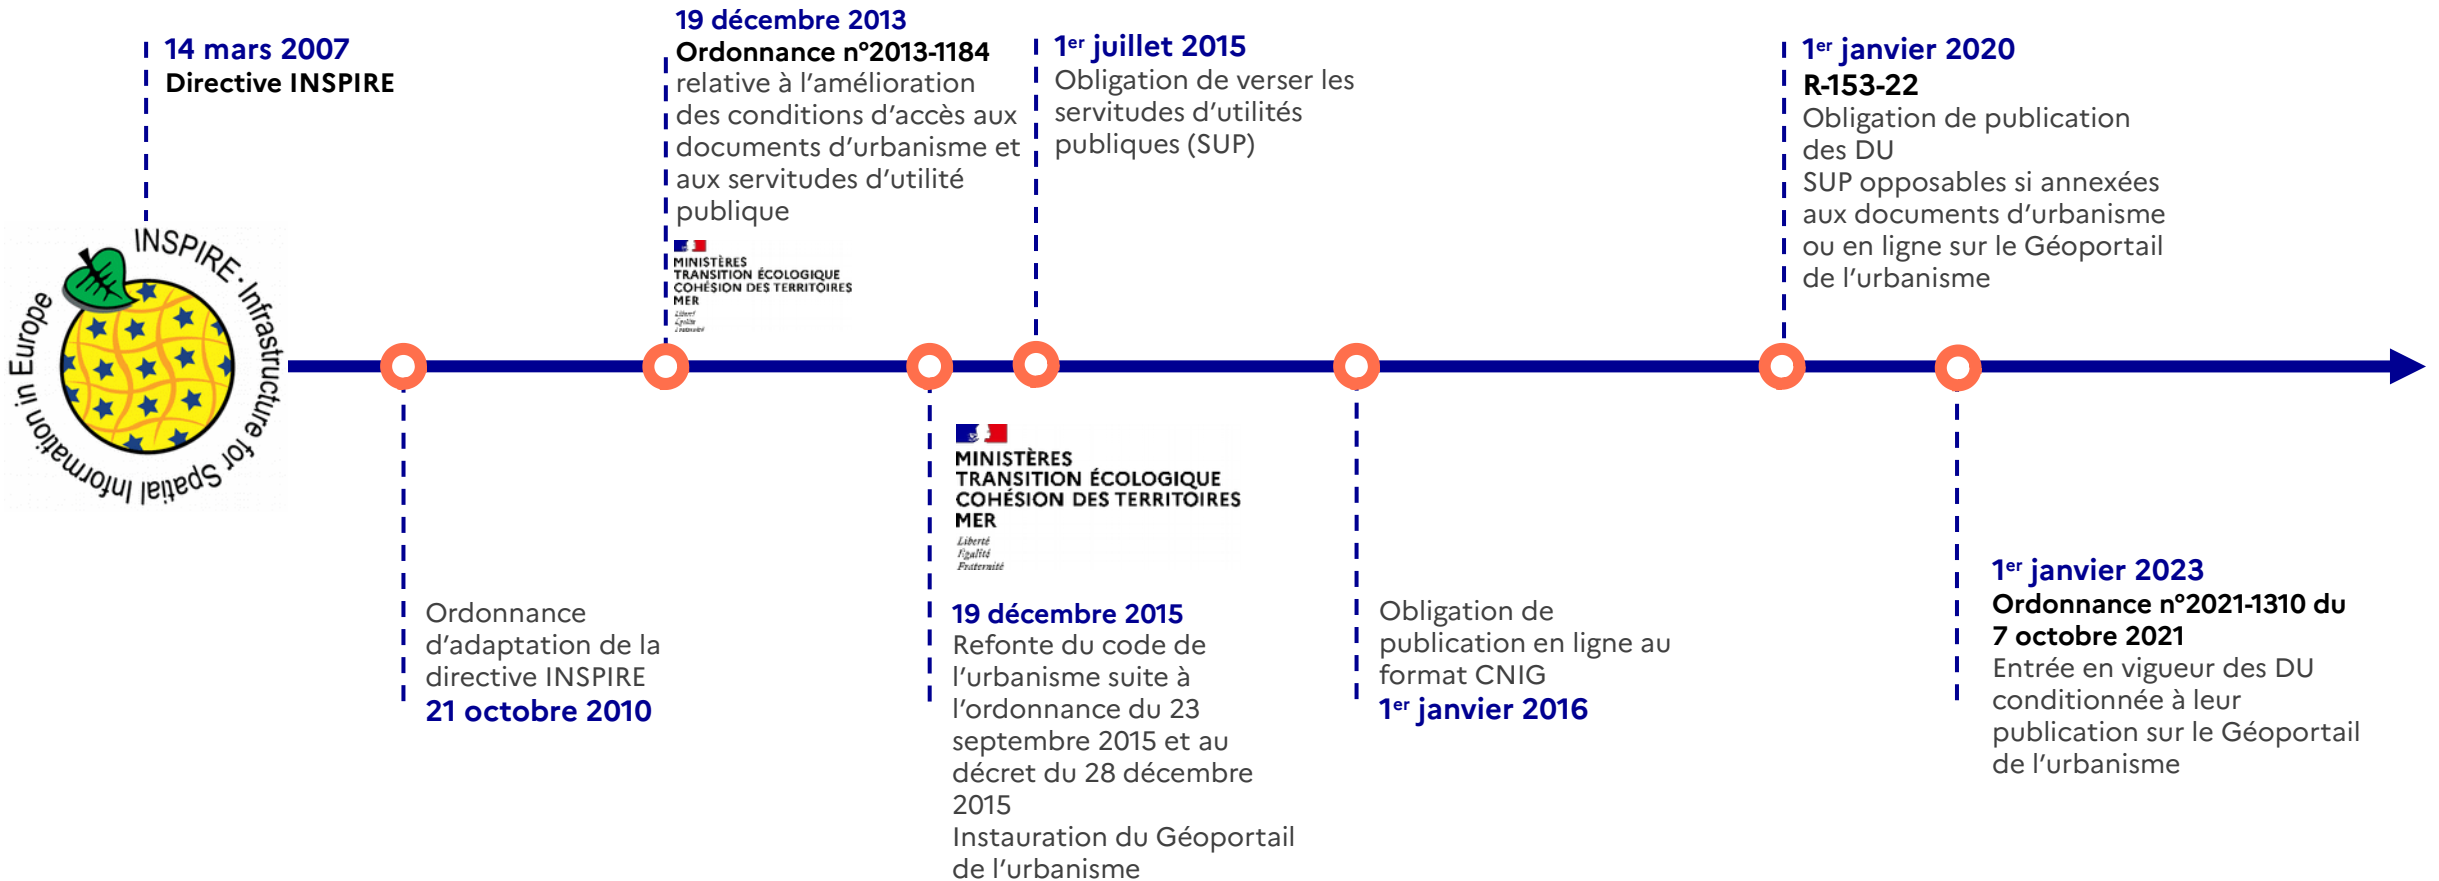 14 mars 2007
Directive INSPIRE
INSPIRE · Infrastructure for Spatial Information in Europe
Ordonnance
d’adaptation de la
directive INSPIRE
21 octobre 2010
19 décembre 2013
Ordonnance n°2013-1184
relative à l’amélioration
des conditions d’accès aux
documents d’urbanisme et
aux servitudes d’utilité
publique
MINISTÈRES
TRANSITION ÉCOLOGIQUE
COHÉSION DES TERRITOIRES
MER
Liberté
Égalité
Fraternité
MINISTÈRES
TRANSITION ÉCOLOGIQUE
COHÉSION DES TERRITOIRES
MER
Liberté
Égalité
Fraternité
19 décembre 2015
Refonte du code de
l’urbanisme suite à
l’ordonnance du 23
septembre 2015 et au
décret du 28 décembre
2015
Instauration du Géoportail
de l’urbanisme
1er juillet 2015
Obligation de verser les
servitudes d’utilités
publiques (SUP)
Obligation de
publication en ligne au
format CNIG
1er janvier 2016
1er janvier 2020
R-153-22
Obligation de publication
des DU
SUP opposables si annexées
aux documents d’urbanisme
ou en ligne sur le Géoportail
de l’urbanisme
1er janvier 2023
Ordonnance n°2021-1310 du
7 octobre 2021
Entrée en vigueur des DU
conditionnée à leur
publication sur le Géoportail
de l’urbanisme